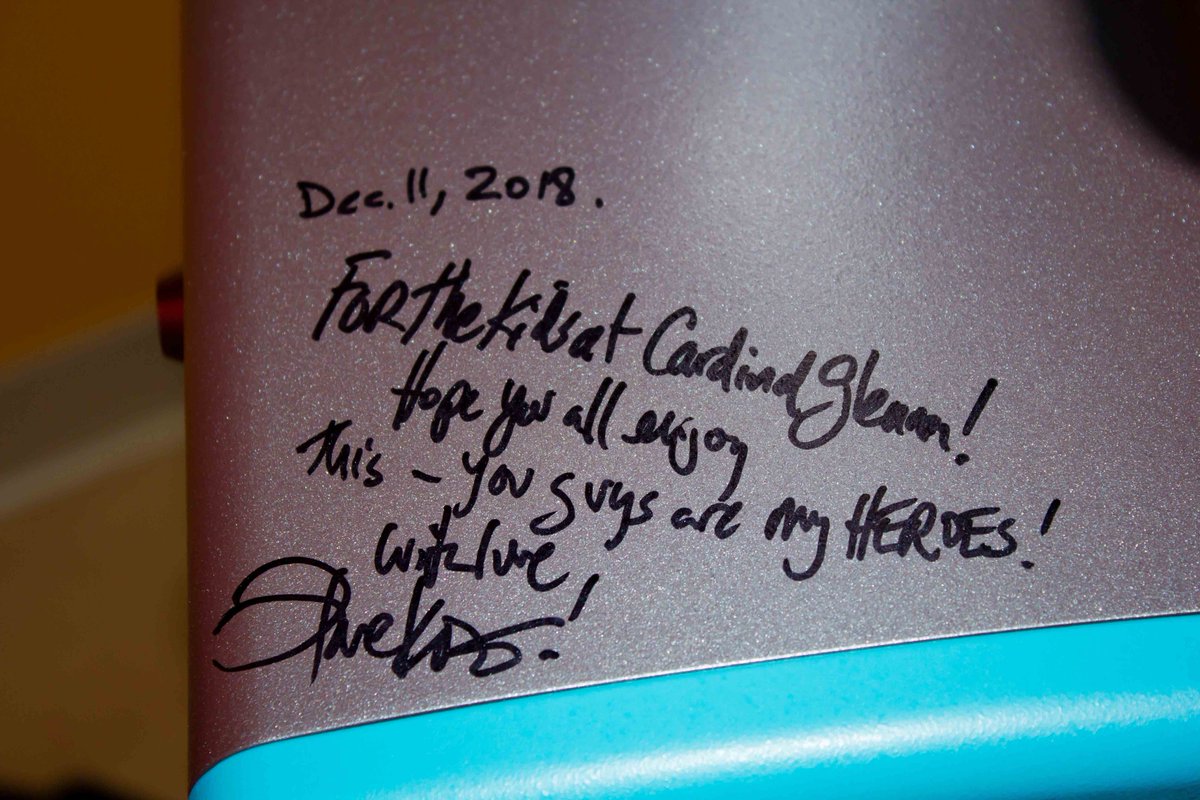 Dec. 11, 2018.
FOR the kids at Cardinal Glennon!
Hope you all enjoy
this - you guys are my HEROES!
with love